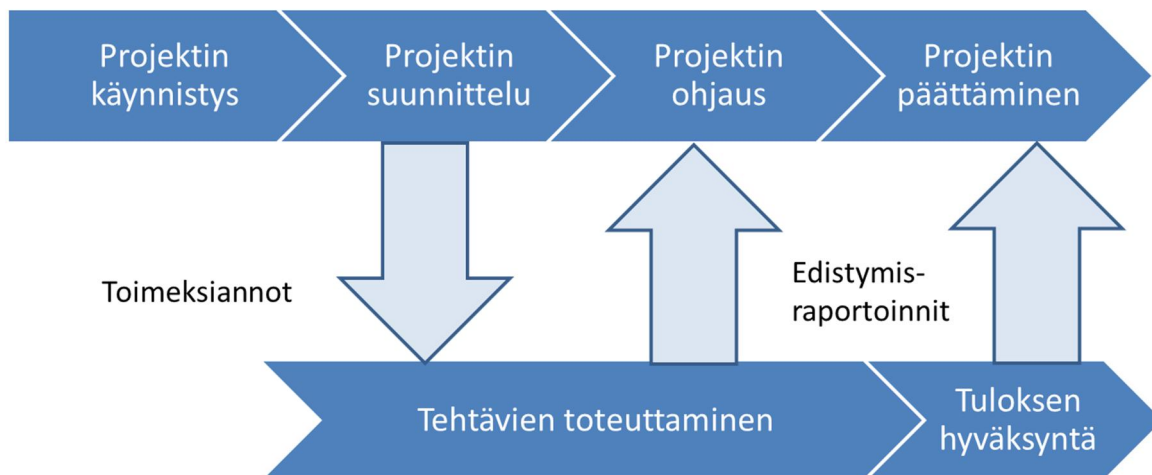 Projektin
käynnistys
Projektin
suunnittelu
Projektin
ohjaus
Projektin
päättäminen
Toimeksiannot
Edistymis-
raportoinnit
Tehtävien toteuttaminen
Tuloksen
hyväksyntä